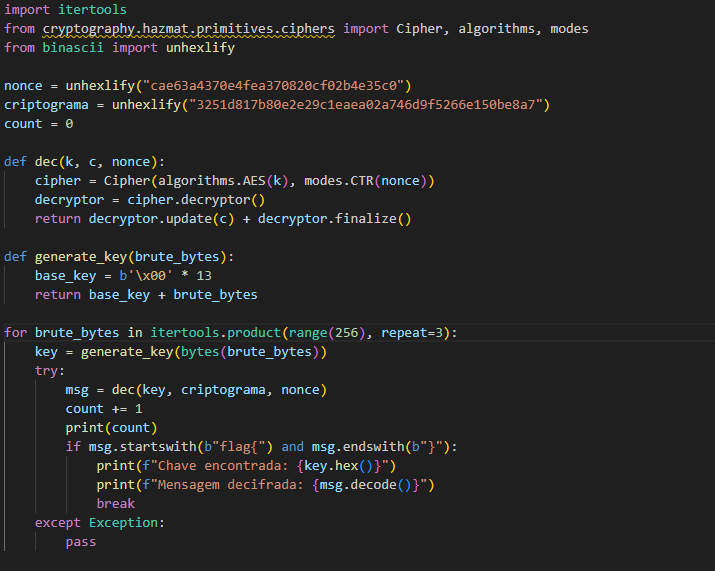 import itertools
from cryptography.hazmat.primitives.ciphers import Cipher, algorithms, modes
from binascii import unhexlify
nonce = unhexlify("cae63a4370e4fea370820cf02b4e35c0")
criptograma = unhexlify("3251d817b80e2e29c1eaea02a746d9f5266e150be8a7")
count = 0
def dec(k, c, nonce):
    cipher = Cipher(algorithms.AES(k), modes.CTR(nonce))
    decryptor = cipher.decryptor()
    return decryptor.update(c) + decryptor.finalize()
def generate_key(brute_bytes):
    base_key = b'\x00' * 13
    return base_key + brute_bytes
for brute_bytes in itertools.product(range(256), repeat=3):
    key = generate_key(bytes(brute_bytes))
    try:
        msg = dec(key, criptograma, nonce)
        count += 1
        print(count)
        if msg.startswith(b"flag{") and msg.endswith(b"}"):
            print(f"Chave encontrada: {key.hex()}")
            print(f"Mensagem decifrada: {msg.decode()}")
            break
    except Exception:
        pass